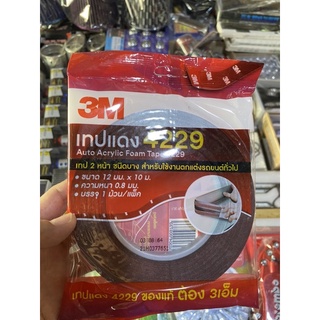 3M
เทปแดง 4229
Auto Acrylic Foam Tape 4229
เทป 2 หน้า ชนิดบาง สำหรับใช้งานตกแต่งรถยนต์ทั่วไป
• ขนาด 12 มม. x 10 ม.
• ความหนา 0.8 มม.
• บรรจุ 1 ม้วน/แพ็ค
เทปแดง 4229 ของแท้ ต้อง 3เอ็ม